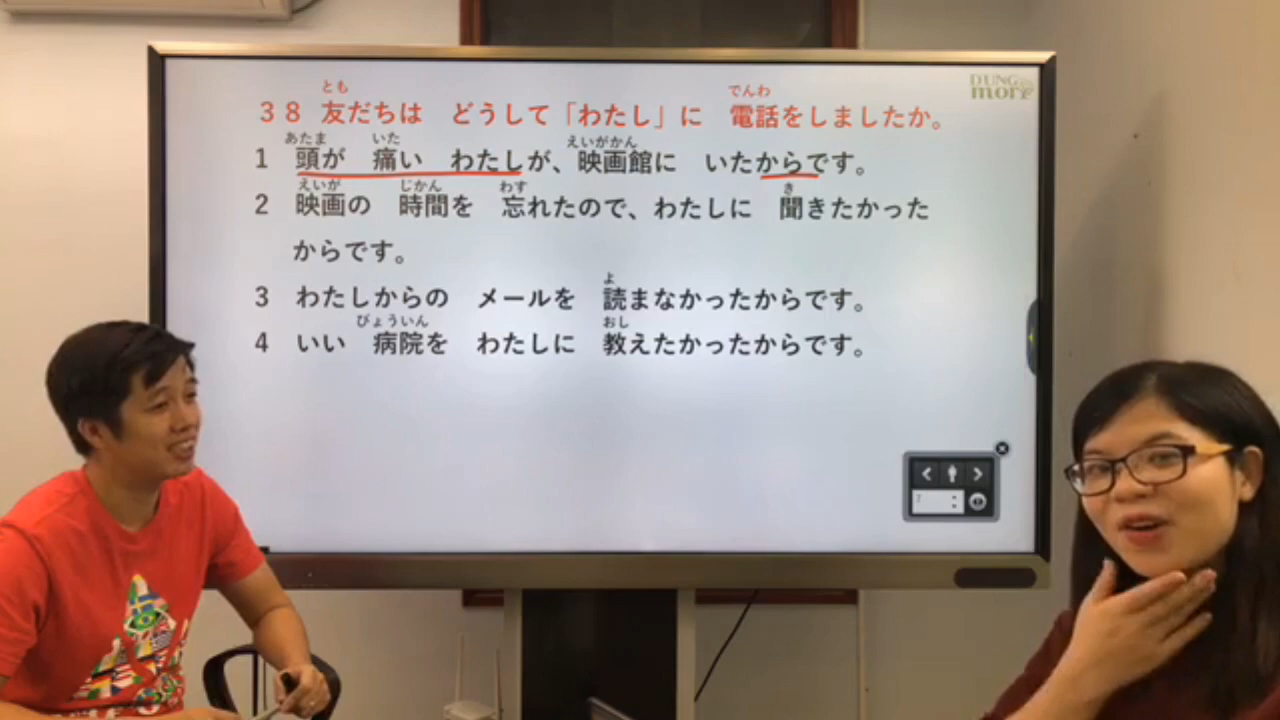 DUNG
mori
38 友だちは どうして「わたし」に 電話をしましたか。
1 頭が 痛い わたしが、映画館に いたからです。
2 映画の 時間を 忘れたので、わたしに 聞きたかった
からです。
3 わたしからの メールを 読まなかったからです。
4 いい 病院を わたしに 教えたかったからです。